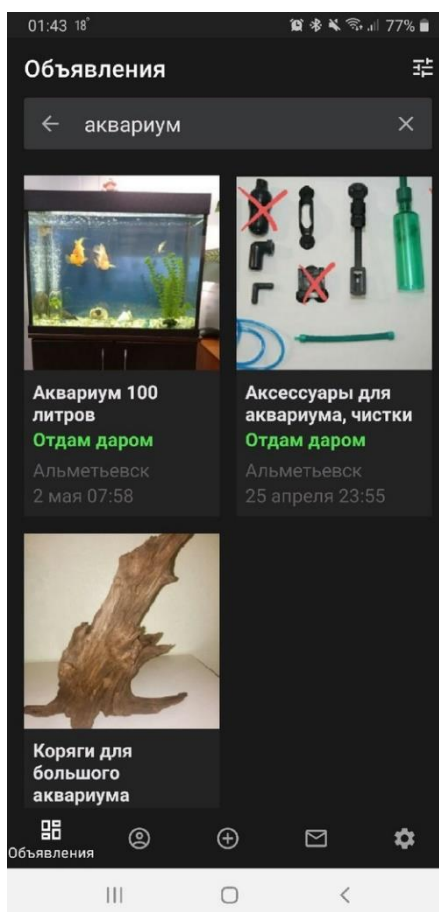 01:43 18° 77%
Объявления
аквариум
Аквариум 100
литров
Отдам даром
Альметьевск
2 мая 07:58
Аксессуары для
аквариума, чистки
Отдам даром
Альметьевск
25 апреля 23:55
Коряги для
большого
аквариума
Объявления